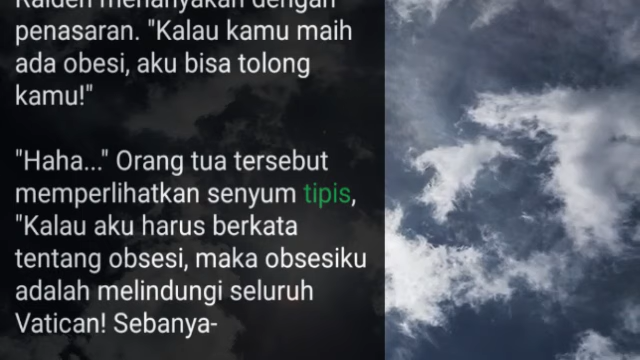 Raiden menanyakan dengan
penasaran. "Kalau kamu maih
ada obesi, aku bisa tolong
kamu!"
"Haha..." Orang tua tersebut
memperlihatkan senyum tipis,
"Kalau aku harus berkata
tentang obsesi, maka obsesiku
adalah melindungi seluruh
Vatican! Sebanya-